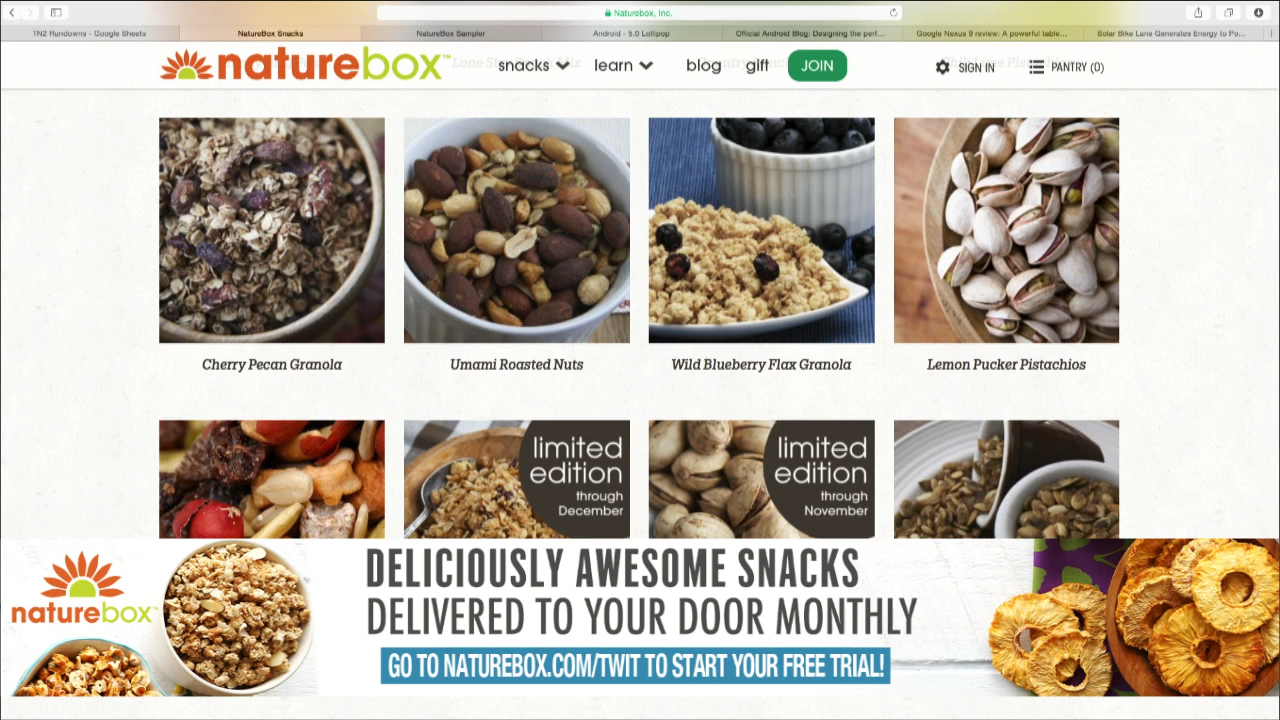 Naturebox, Inc.
TN2 Rundowns - Google Sheets
NatureBox Snacks
NatureBox Sampler
Android - 5.0 Lollipop
Official Android Blog: Designing the perf...
Google Nexus 9 review: A powerful table...
Solar Bike Lane Generates Energy to Po...
naturebox™
snacks
learn
blog
gift
JOIN
SIGN IN
PANTRY (0)
Cherry Pecan Granola
Umami Roasted Nuts
Wild Blueberry Flax Granola
Lemon Pucker Pistachios
limited
edition
through
December
limited
edition
through
November
naturebox
DELICIOUSLY AWESOME SNACKS
DELIVERED TO YOUR DOOR MONTHLY
GO TO NATUREBOX.COM/TWIT TO START YOUR FREE TRIAL!